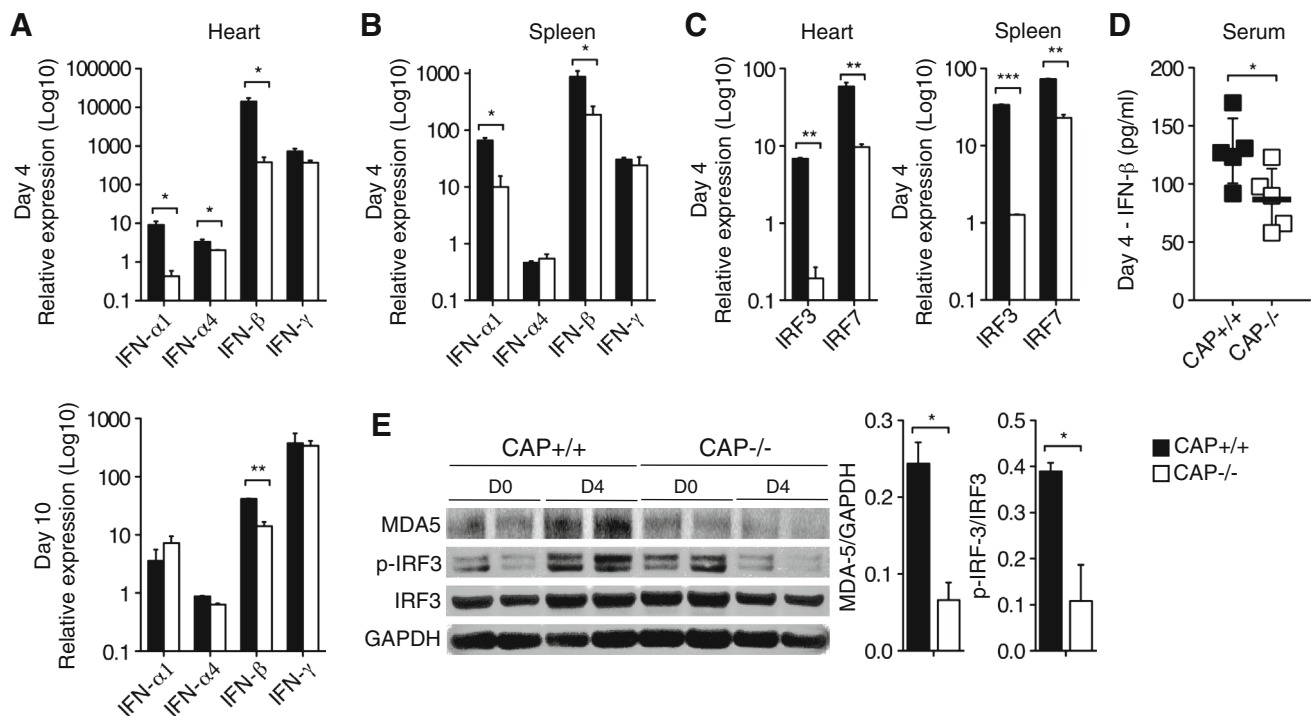 A
Heart
Day 4
Relative expression (Log10)
100000
10000
1000
100
10
1
0.1
*
*
*
IFN-α1
IFN-α4
IFN-β
IFN-γ
B
Spleen
Day 4
Relative expression (Log10)
1000
100
10
1
0.1
*
*
IFN-α1
IFN-α4
IFN-β
IFN-γ
C
Heart
Day 4
Relative expression (Log10)
100
10
1
0.1
**
**
IRF3
IRF7
Spleen
Relative expression (Log10)
100
10
1
0.1
***
**
IRF3
IRF7
D
Serum
Day 4 - IFN-β (pg/ml)
200
150
100
50
0
*
CAP+/+
CAP-/-
Day 10
Relative expression (Log10)
1000
100
10
1
0.1
**
IFN-α1
IFN-α4
IFN-β
IFN-γ
E
CAP+/+ CAP-/-
D0 D4 D0 D4
MDA5
p-IRF3
IRF3
GAPDH
MDA-5/GAPDH
0.3
0.2
0.1
0.0
*
p-IRF-3/IRF3
0.5
0.4
0.3
0.2
0.1
0.0
*
CAP+/+
CAP-/-